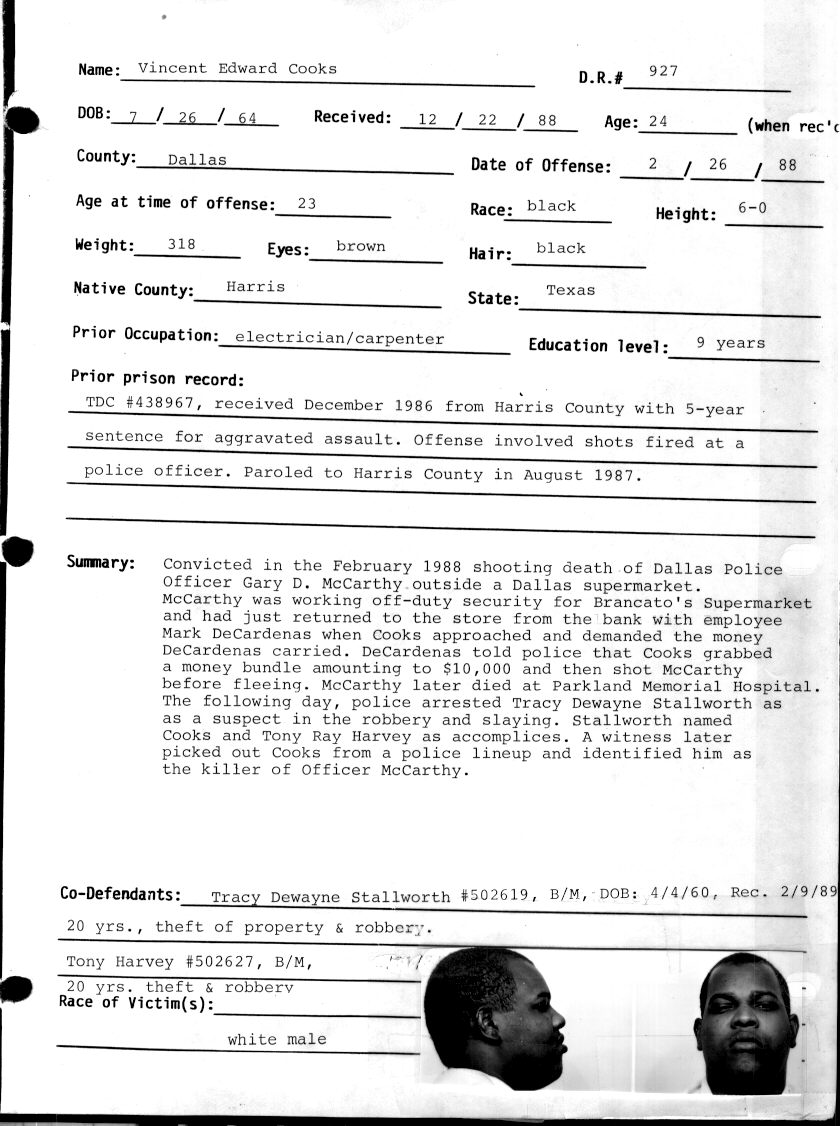 Name: Vincent Edward Cooks D.R.# 927
DOB: 7 / 26 / 64 Received: 12 / 22 / 88 Age: 24 (when rec'd
County: Dallas Date of Offense: 2 / 26 / 88
Age at time of offense: 23 Race: black Height: 6-0
Weight: 318 Eyes: brown Hair: black
Native County: Harris State: Texas
Prior Occupation: electrician/carpenter Education level: 9 years
Prior prison record:
TDC #438967, received December 1986 from Harris County with 5-year
sentence for aggravated assault. Offense involved shots fired at a
police officer. Paroled to Harris County in August 1987.
Summary: Convicted in the February 1988 shooting death of Dallas Police
Officer Gary D. McCarthy outside a Dallas supermarket.
McCarthy was working off-duty security for Brancato's Supermarket
and had just returned to the store from the bank with employee
Mark DeCardenas when Cooks approached and demanded the money
DeCardenas carried. DeCardenas told police that Cooks grabbed
a money bundle amounting to $10,000 and then shot McCarthy
before fleeing. McCarthy later died at Parkland Memorial Hospital.
The following day, police arrested Tracy Dewayne Stallworth as
as a suspect in the robbery and slaying. Stallworth named
Cooks and Tony Ray Harvey as accomplices. A witness later
picked out Cooks from a police lineup and identified him as
the killer of Officer McCarthy.
Co-Defendants: Tracy Dewayne Stallworth #502619, B/M, DOB: 4/4/60, Rec. 2/9/89
20 yrs., theft of property & robbery.
Tony Harvey #502627, B/M,
20 yrs. theft & robbery
Race of Victim(s):
white male